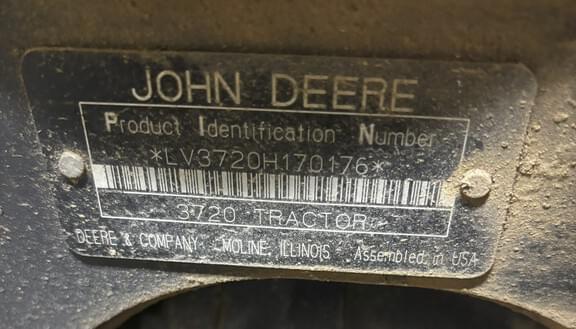 JOHN DEERE
Product Identification Number
*LV3720H170176*
3720 TRACTOR
DEERE & COMPANY MOLINE, ILLINOIS Assembled in USA